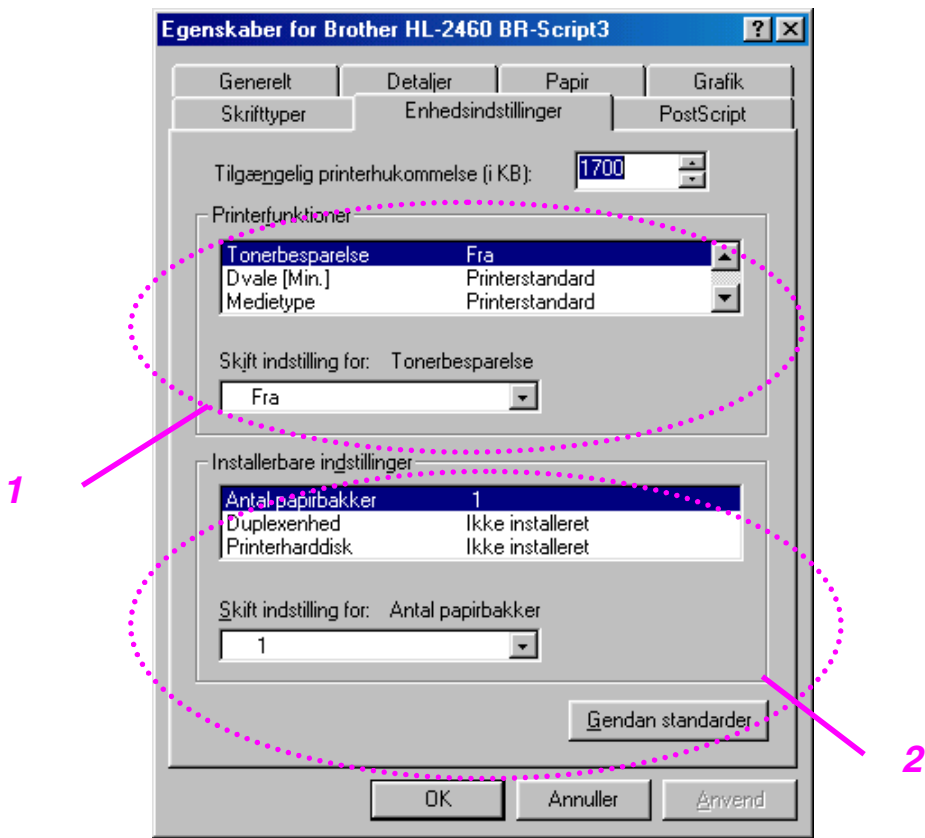 Egenskaber for Brother HL-2460 BR-Script3
Generelt Detaljer Papir Grafik
Skrifttyper Enhedsindstillinger PostScript
Tilgængelig printerhukommelse (i KB): 1700
Printerfunktioner
Tonerbesparelse Fra
Dvale [Min.] Printerstandard
Medietype Printerstandard
Skift indstilling for: Tonerbesparelse
Fra
1
Installerbare indstillinger
Antal papirbakker 1
Duplexenhed Ikke installeret
Printerharddisk Ikke installeret
Skift indstilling for: Antal papirbakker
1
Gendan standarder
2
OK Annuller Anvend